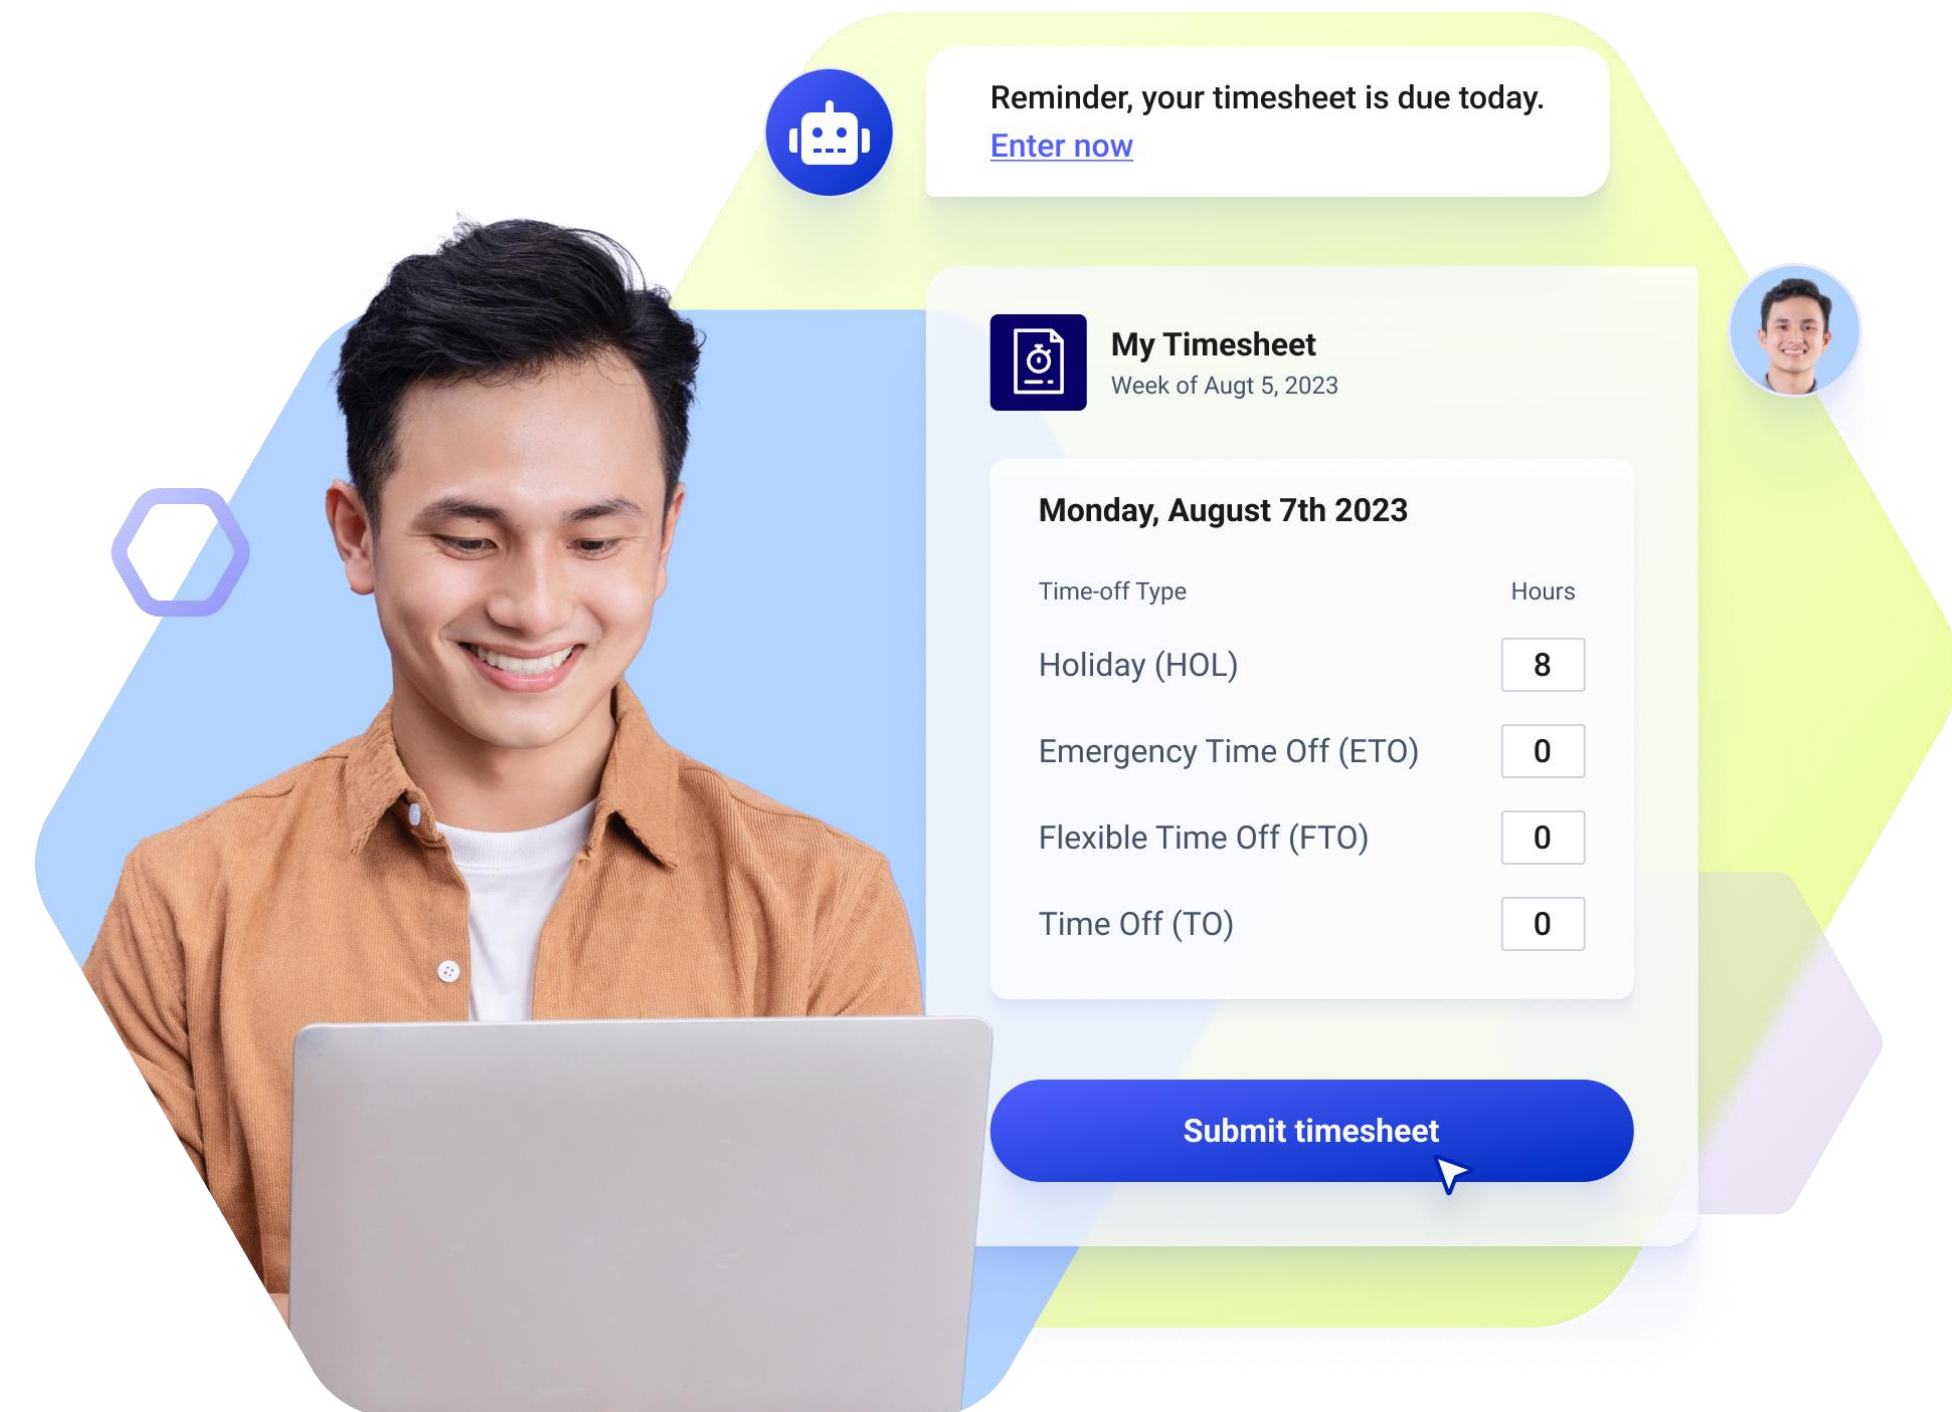 Reminder, your timesheet is due today.
Enter now
My Timesheet
Week of Augt 5, 2023
Monday, August 7th 2023
Time-off Type Hours
Holiday (HOL) 8
Emergency Time Off (ETO) 0
Flexible Time Off (FTO) 0
Time Off (TO) 0
Submit timesheet